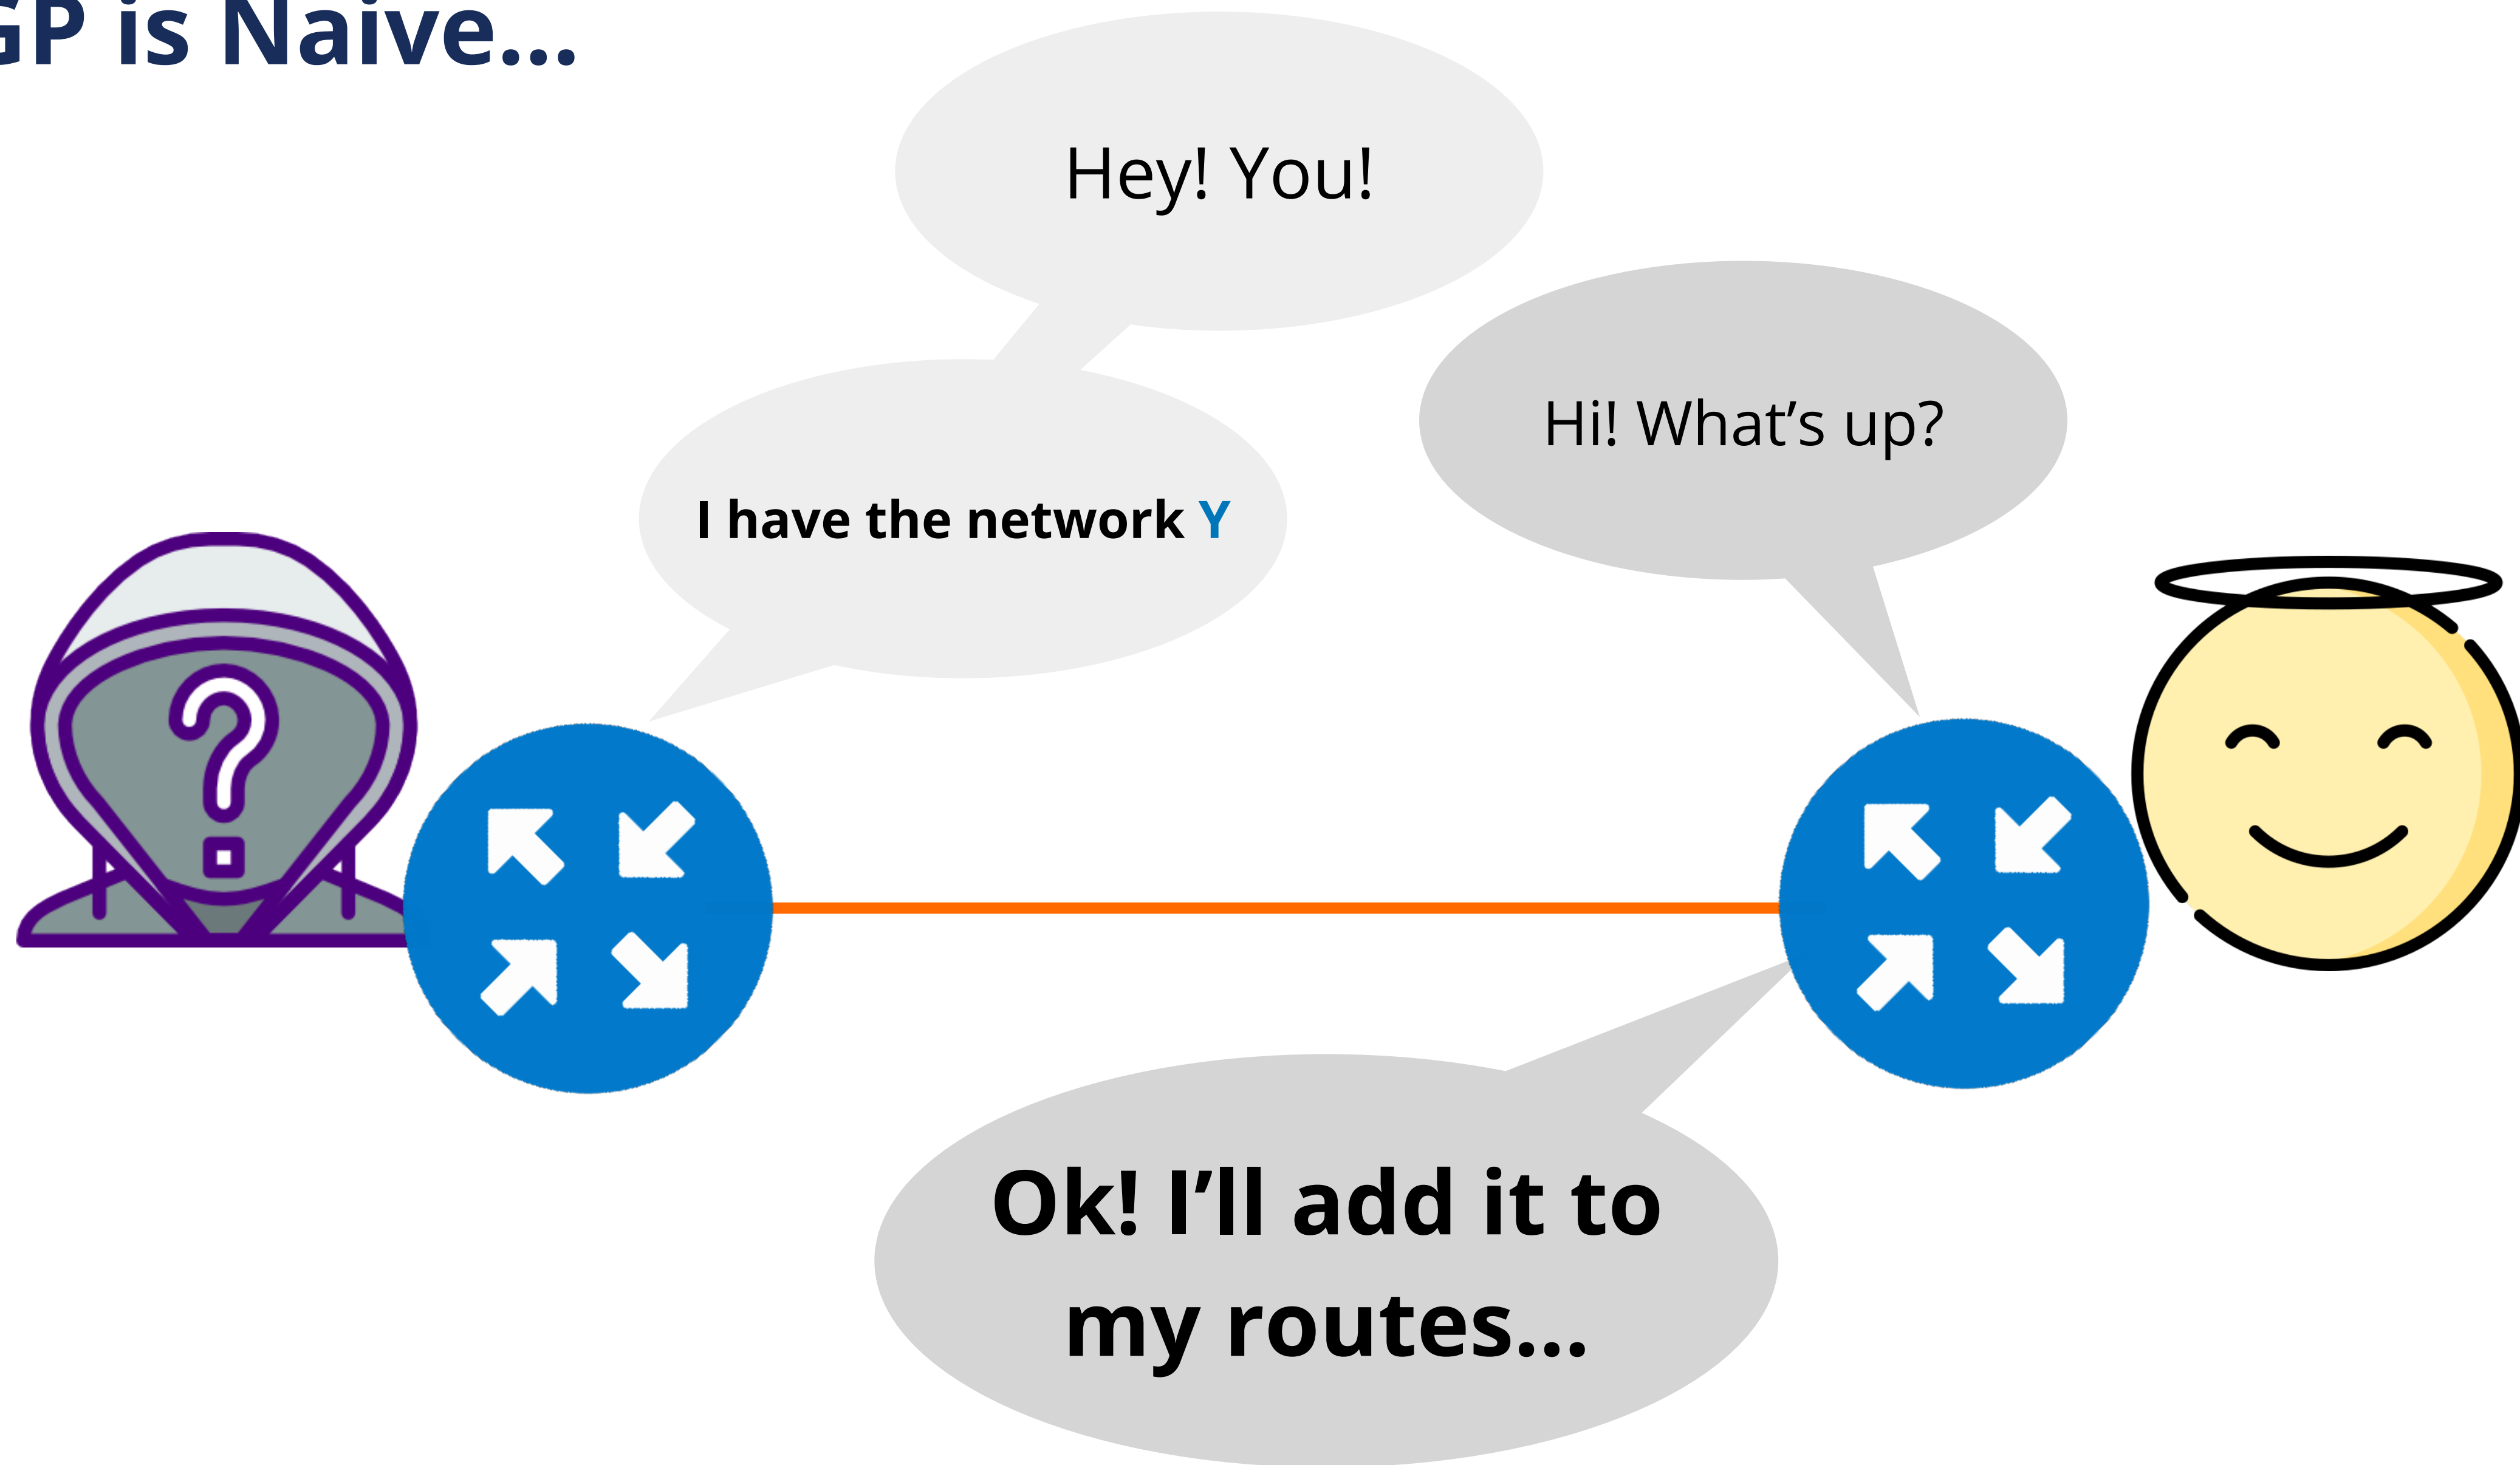 GP is Naive...
Hey! You!
Hi! What's up?
I have the network Y
?
Ok! I'll add it to
my routes...